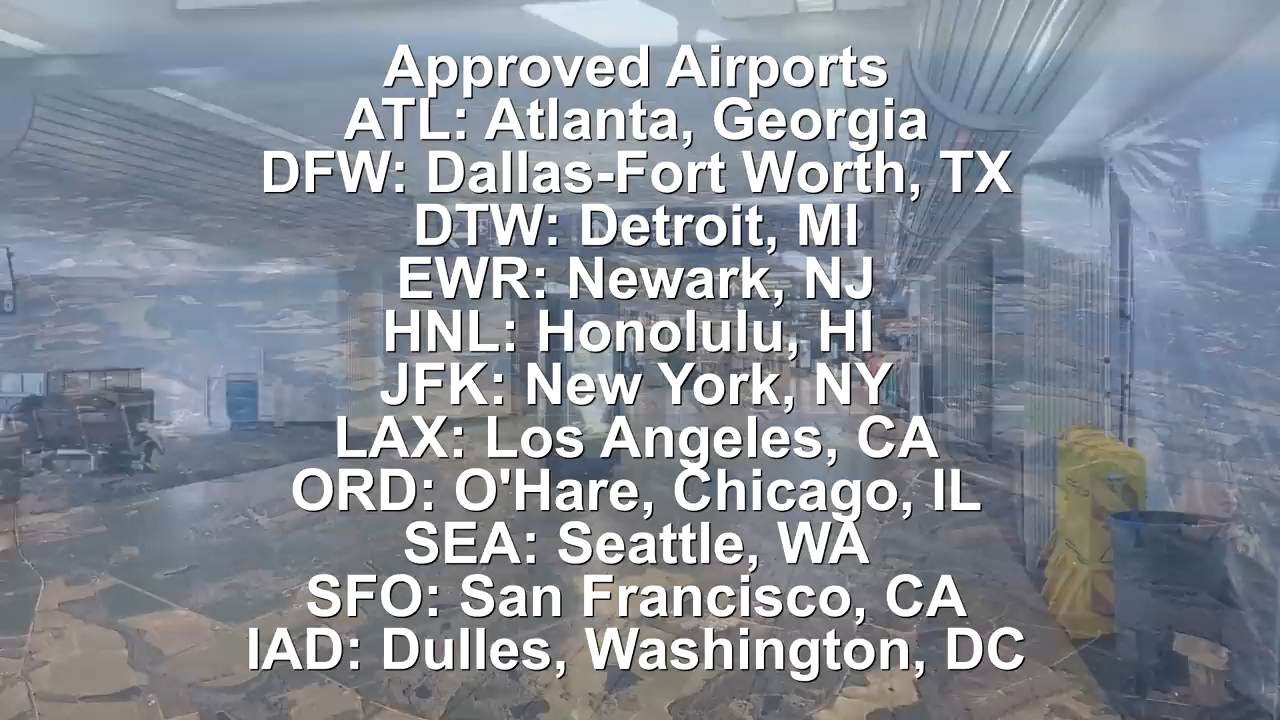 Approved Airports
ATL: Atlanta, Georgia
DFW: Dallas-Fort Worth, TX
DTW: Detroit, MI
EWR: Newark, NJ
HNL: Honolulu, HI
JFK: New York, NY
LAX: Los Angeles, CA
ORD: O'Hare, Chicago, IL
SEA: Seattle, WA
SFO: San Francisco, CA
IAD: Dulles, Washington, DC